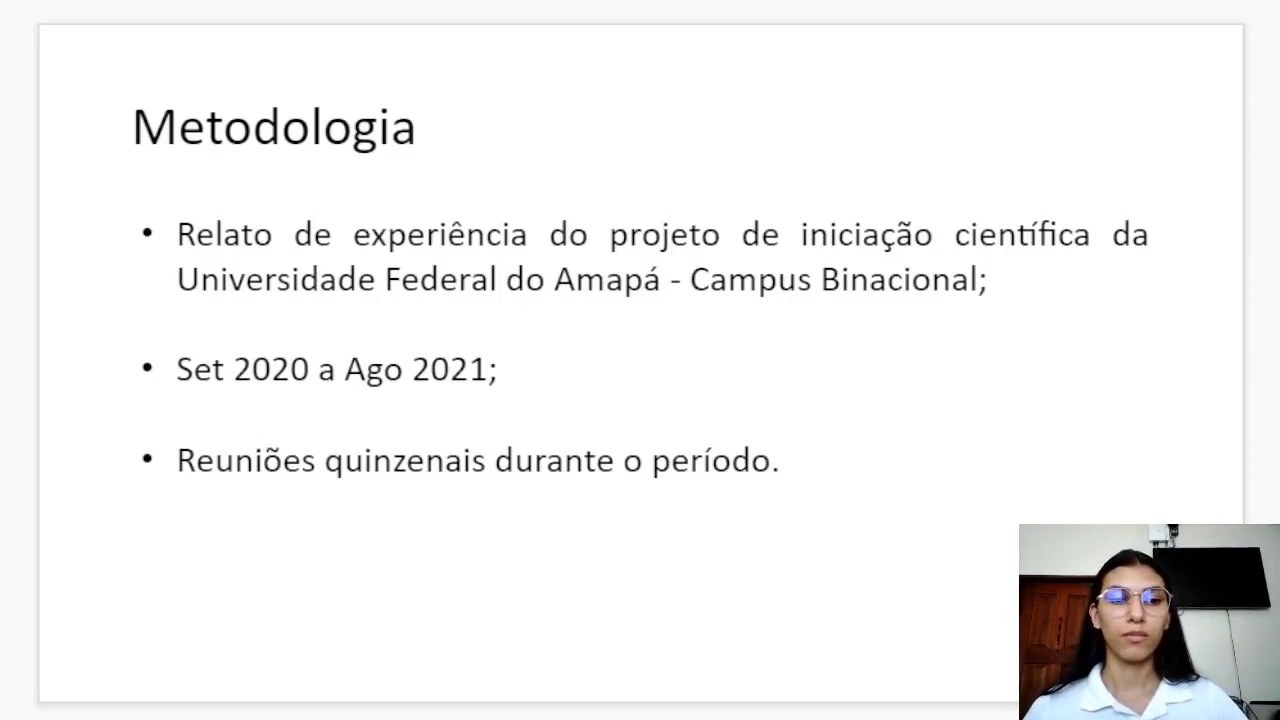 Metodologia
• Relato de experiência do projeto de iniciação científica da
Universidade Federal do Amapá - Campus Binacional;
• Set 2020 a Ago 2021;
• Reuniões quinzenais durante o período.